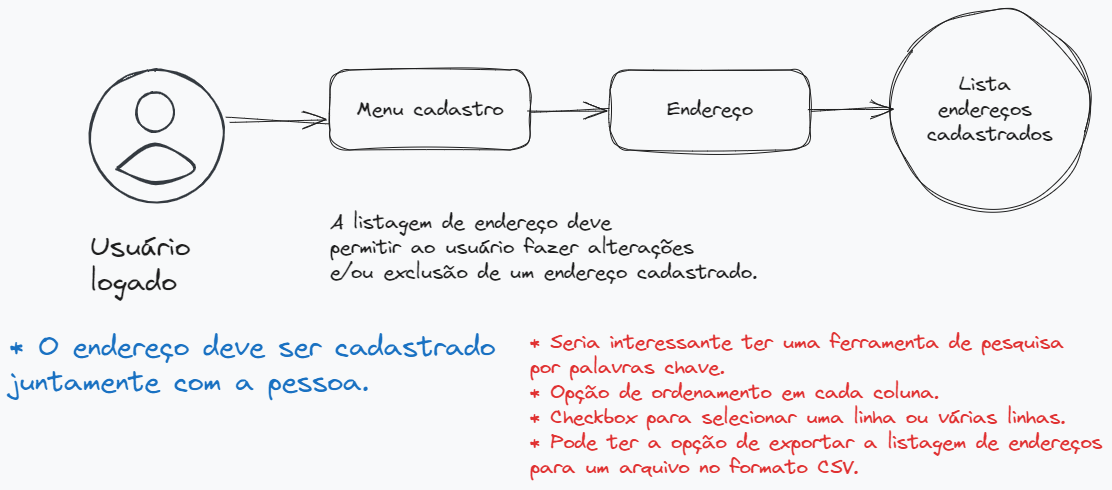 Usuário
logado
Menu cadastro
Endereço
Lista
endereços
cadastrados
A listagem de endereço deve
permitir ao usuário fazer alterações
e/ou exclusão de um endereço cadastrado.
* O endereço deve ser cadastrado
juntamente com a pessoa.
* Seria interessante ter uma ferramenta de pesquisa
por palavras chave.
* Opção de ordenamento em cada coluna.
* Checkbox para selecionar uma linha ou várias linhas.
* Pode ter a opção de exportar a listagem de endereços
para um arquivo no formato CSV.